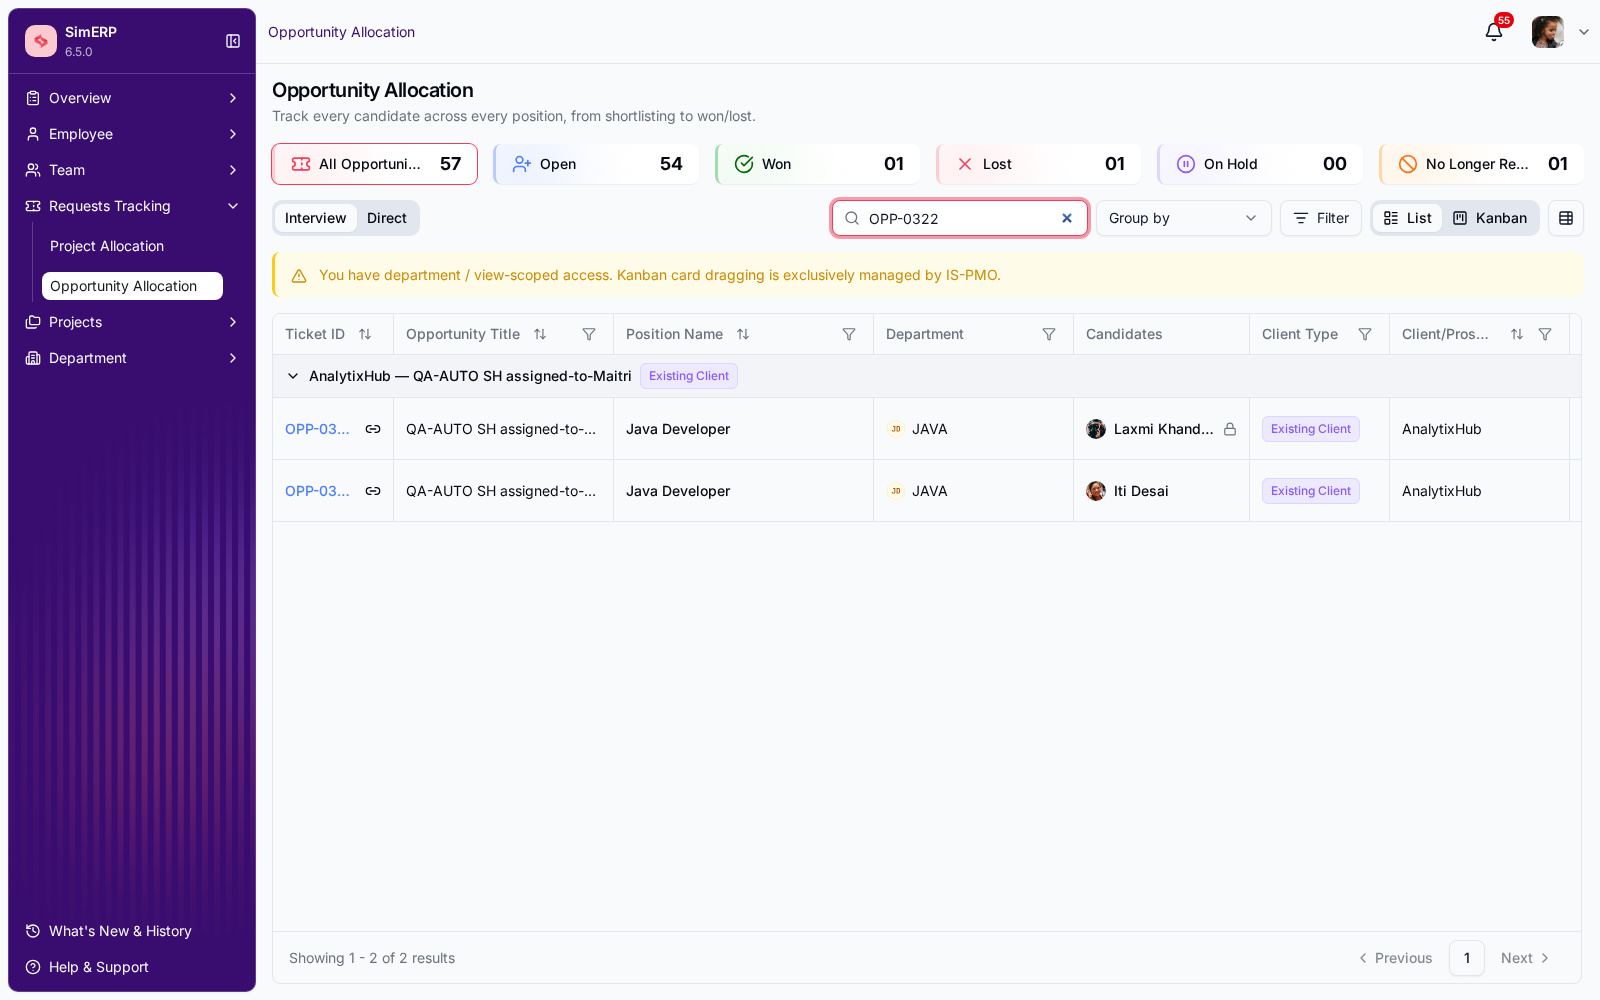 SimERP
6.5.0
Overview
Employee
Team
Requests Tracking
Project Allocation
Opportunity Allocation
Projects
Department
What's New & History
Help & Support
Opportunity Allocation
55
Opportunity Allocation
Track every candidate across every position, from shortlisting to won/lost.
All Opportuni... 57
Open 54
Won 01
Lost 01
On Hold 00
No Longer Re... 01
Interview Direct
OPP-0322
Group by
Filter
List Kanban
You have department / view-scoped access. Kanban card dragging is exclusively managed by IS-PMO.
Ticket ID Opportunity Title Position Name Department Candidates Client Type Client/Pros...
AnalytixHub — QA-AUTO SH assigned-to-Maitri Existing Client
OPP-03... QA-AUTO SH assigned-to-... Java Developer JD JAVA Laxmi Khand... Existing Client AnalytixHub
OPP-03... QA-AUTO SH assigned-to-... Java Developer JD JAVA Iti Desai Existing Client AnalytixHub
Showing 1 - 2 of 2 results
Previous 1 Next